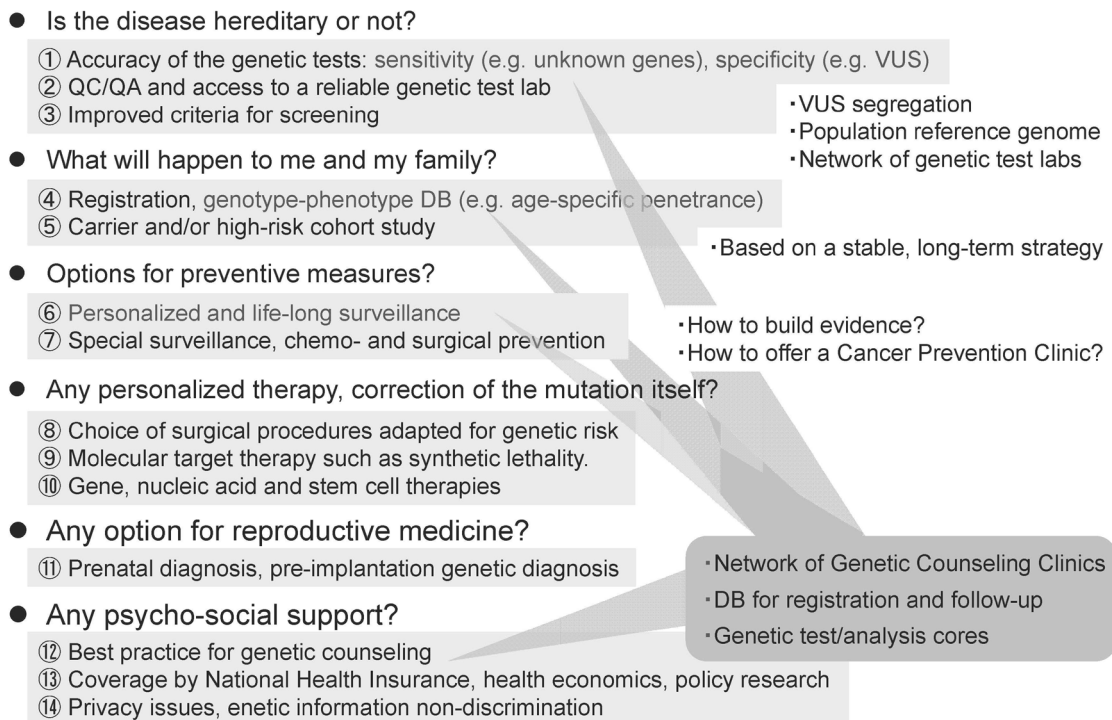 ● Is the disease hereditary or not?
① Accuracy of the genetic tests: sensitivity (e.g. unknown genes), specificity (e.g. VUS)
② QC/QA and access to a reliable genetic test lab
③ Improved criteria for screening
・VUS segregation
・Population reference genome
・Network of genetic test labs
● What will happen to me and my family?
④ Registration, genotype-phenotype DB (e.g. age-specific penetrance)
⑤ Carrier and/or high-risk cohort study
・Based on a stable, long-term strategy
● Options for preventive measures?
⑥ Personalized and life-long surveillance
⑦ Special surveillance, chemo- and surgical prevention
・How to build evidence?
・How to offer a Cancer Prevention Clinic?
● Any personalized therapy, correction of the mutation itself?
⑧ Choice of surgical procedures adapted for genetic risk
⑨ Molecular target therapy such as synthetic lethality.
⑩ Gene, nucleic acid and stem cell therapies
● Any option for reproductive medicine?
⑪ Prenatal diagnosis, pre-implantation genetic diagnosis
・Network of Genetic Counseling Clinics
・DB for registration and follow-up
・Genetic test/analysis cores
● Any psycho-social support?
⑫ Best practice for genetic counseling
⑬ Coverage by National Health Insurance, health economics, policy research
⑭ Privacy issues, enetic information non-discrimination